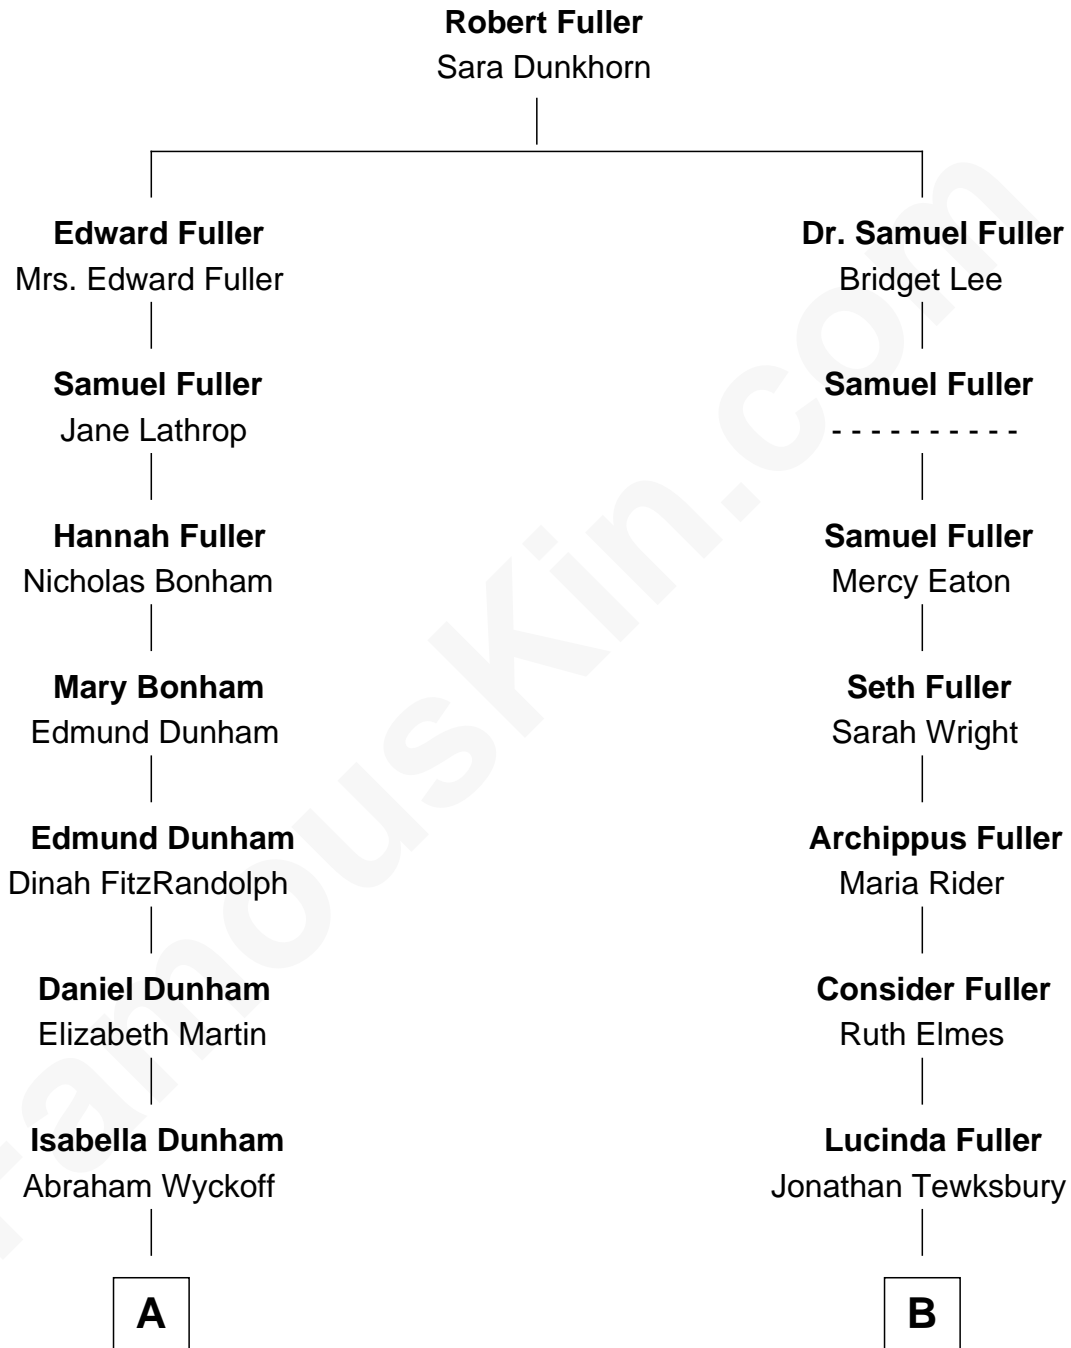 Robert Fuller
Sara Dunkhorn
Edward Fuller
Mrs. Edward Fuller
Dr. Samuel Fuller
Bridget Lee
Samuel Fuller
Jane Lathrop
Samuel Fuller
- - - - - - - - - -
Hannah Fuller
Nicholas Bonham
Samuel Fuller
Mercy Eaton
Mary Bonham
Edmund Dunham
Seth Fuller
Sarah Wright
Edmund Dunham
Dinah FitzRandolph
Archippus Fuller
Maria Rider
Daniel Dunham
Elizabeth Martin
Consider Fuller
Ruth Elmes
Isabella Dunham
Abraham Wyckoff
Lucinda Fuller
Jonathan Tewksbury
A
B
FamousKin.com